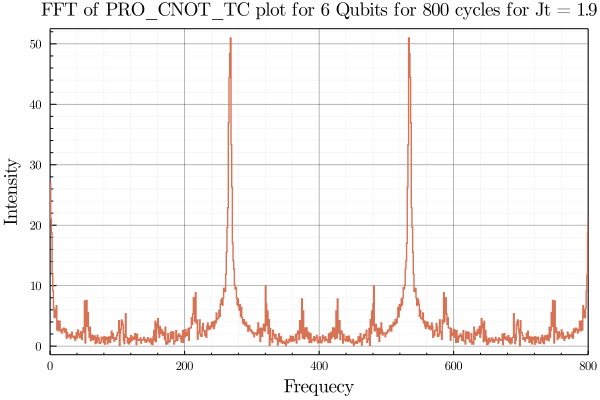 FFT of PRO_CNOT_TC plot for 6 Qubits for 800 cycles for Jt = 1.9
50
40
30
20
10
0
Intensity
0 200 400 600 800
Frequecy